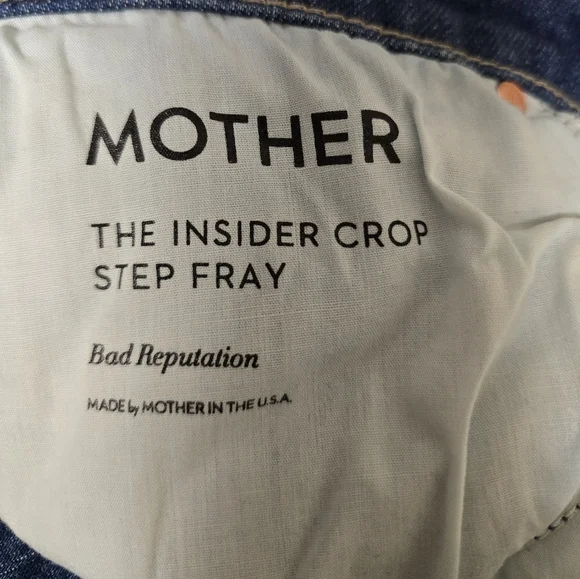 MOTHER
THE INSIDER CROP
STEP FRAY
Bad Reputation
MADE by MOTHER IN THE U.S.A.